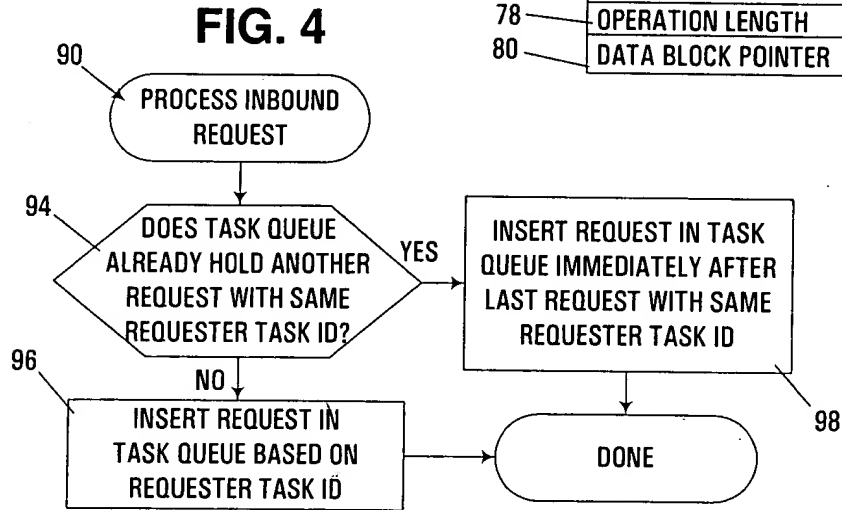 FIG. 4
78
OPERATION LENGTH
80
DATA BLOCK POINTER
90
PROCESS INBOUND
REQUEST
94
DOES TASK QUEUE
ALREADY HOLD ANOTHER
REQUEST WITH SAME
REQUESTER TASK ID?
YES
INSERT REQUEST IN TASK
QUEUE IMMEDIATELY AFTER
LAST REQUEST WITH SAME
REQUESTER TASK ID
98
NO
96
INSERT REQUEST IN
TASK QUEUE BASED ON
REQUESTER TASK ID
DONE